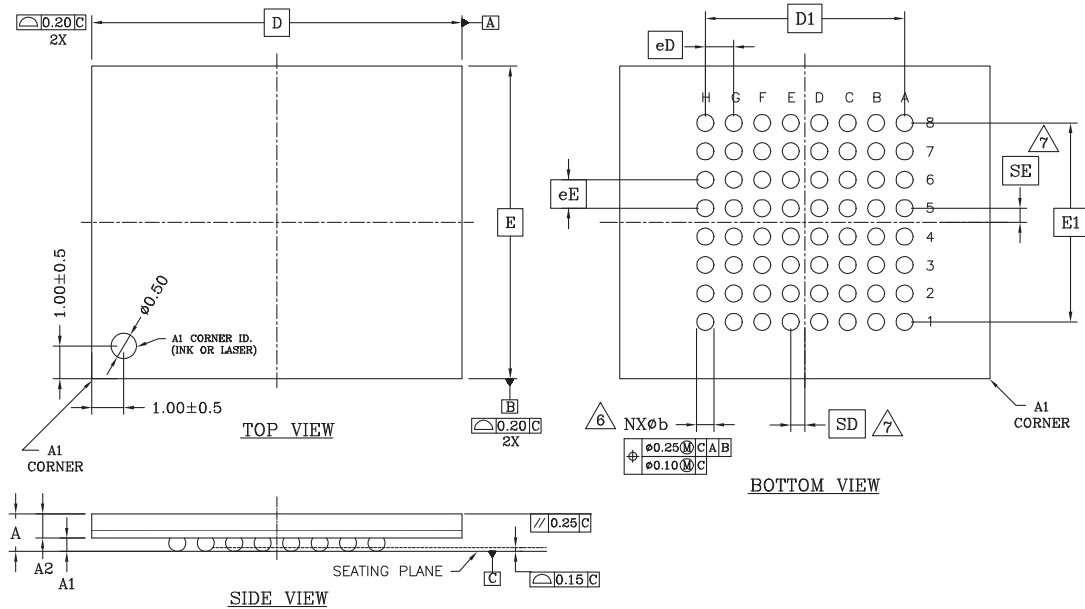 ⌓ 0.20 C
2X
D
A
E
1.00±0.5
ø0.50
A1 CORNER ID.
(INK OR LASER)
1.00±0.5
B
⌓ 0.20 C
2X
TOP VIEW
A1
CORNER
D1
eD
H G F E D C B A
8
7
6
5
4
3
2
1
7
SE
eE
E1
6
NXøb
⌖ ø0.25Ⓜ C A B
ø0.10Ⓜ C
SD
7
A1
CORNER
BOTTOM VIEW
A
A2
A1
// 0.25 C
SEATING PLANE
C
⌓ 0.15 C
SIDE VIEW